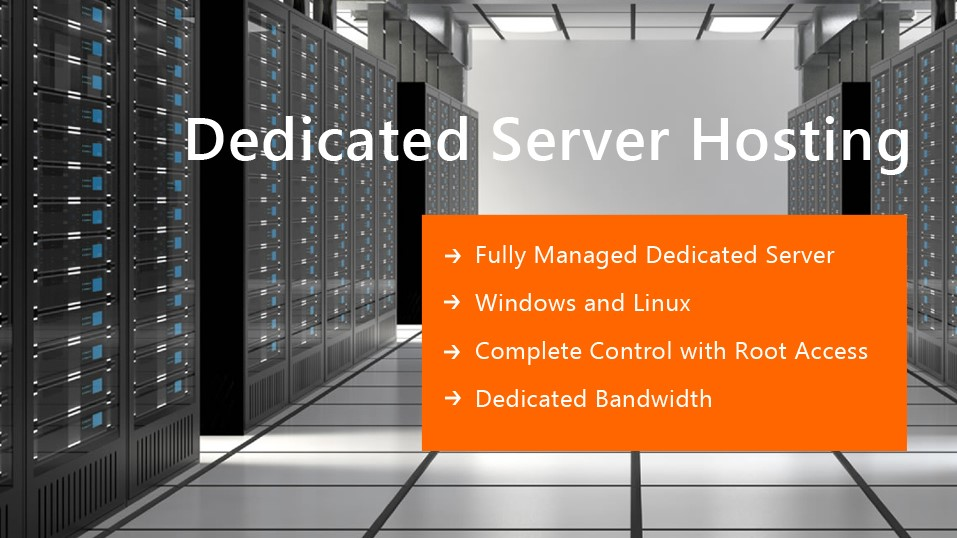 Dedicated Server Hosting
→ Fully Managed Dedicated Server
→ Windows and Linux
→ Complete Control with Root Access
→ Dedicated Bandwidth